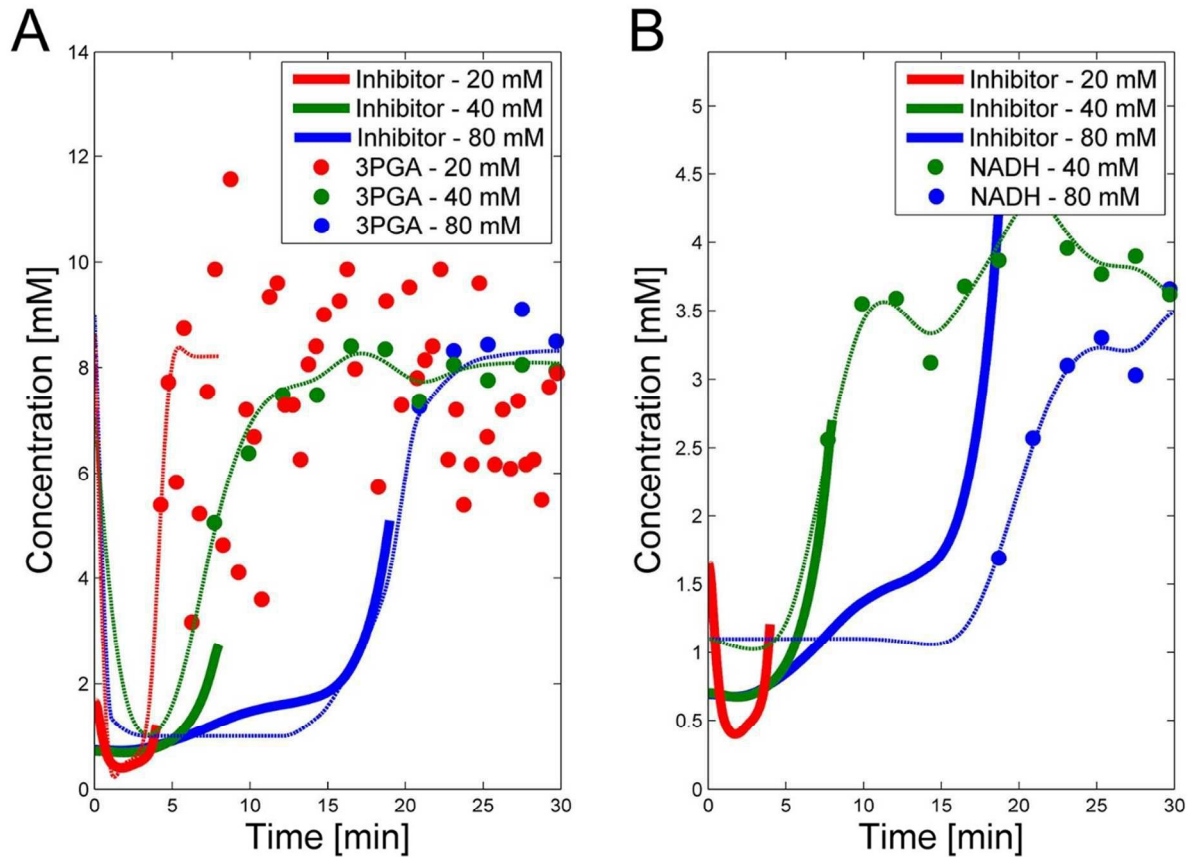 A
14
12
10
8
6
4
2
0
Concentration [mM]
0 5 10 15 20 25 30
Time [min]
Inhibitor - 20 mM
Inhibitor - 40 mM
Inhibitor - 80 mM
3PGA - 20 mM
3PGA - 40 mM
3PGA - 80 mM
B
5
4.5
4
3.5
3
2.5
2
1.5
1
0.5
0
Concentration [mM]
0 5 10 15 20 25 30
Time [min]
Inhibitor - 20 mM
Inhibitor - 40 mM
Inhibitor - 80 mM
NADH - 40 mM
NADH - 80 mM